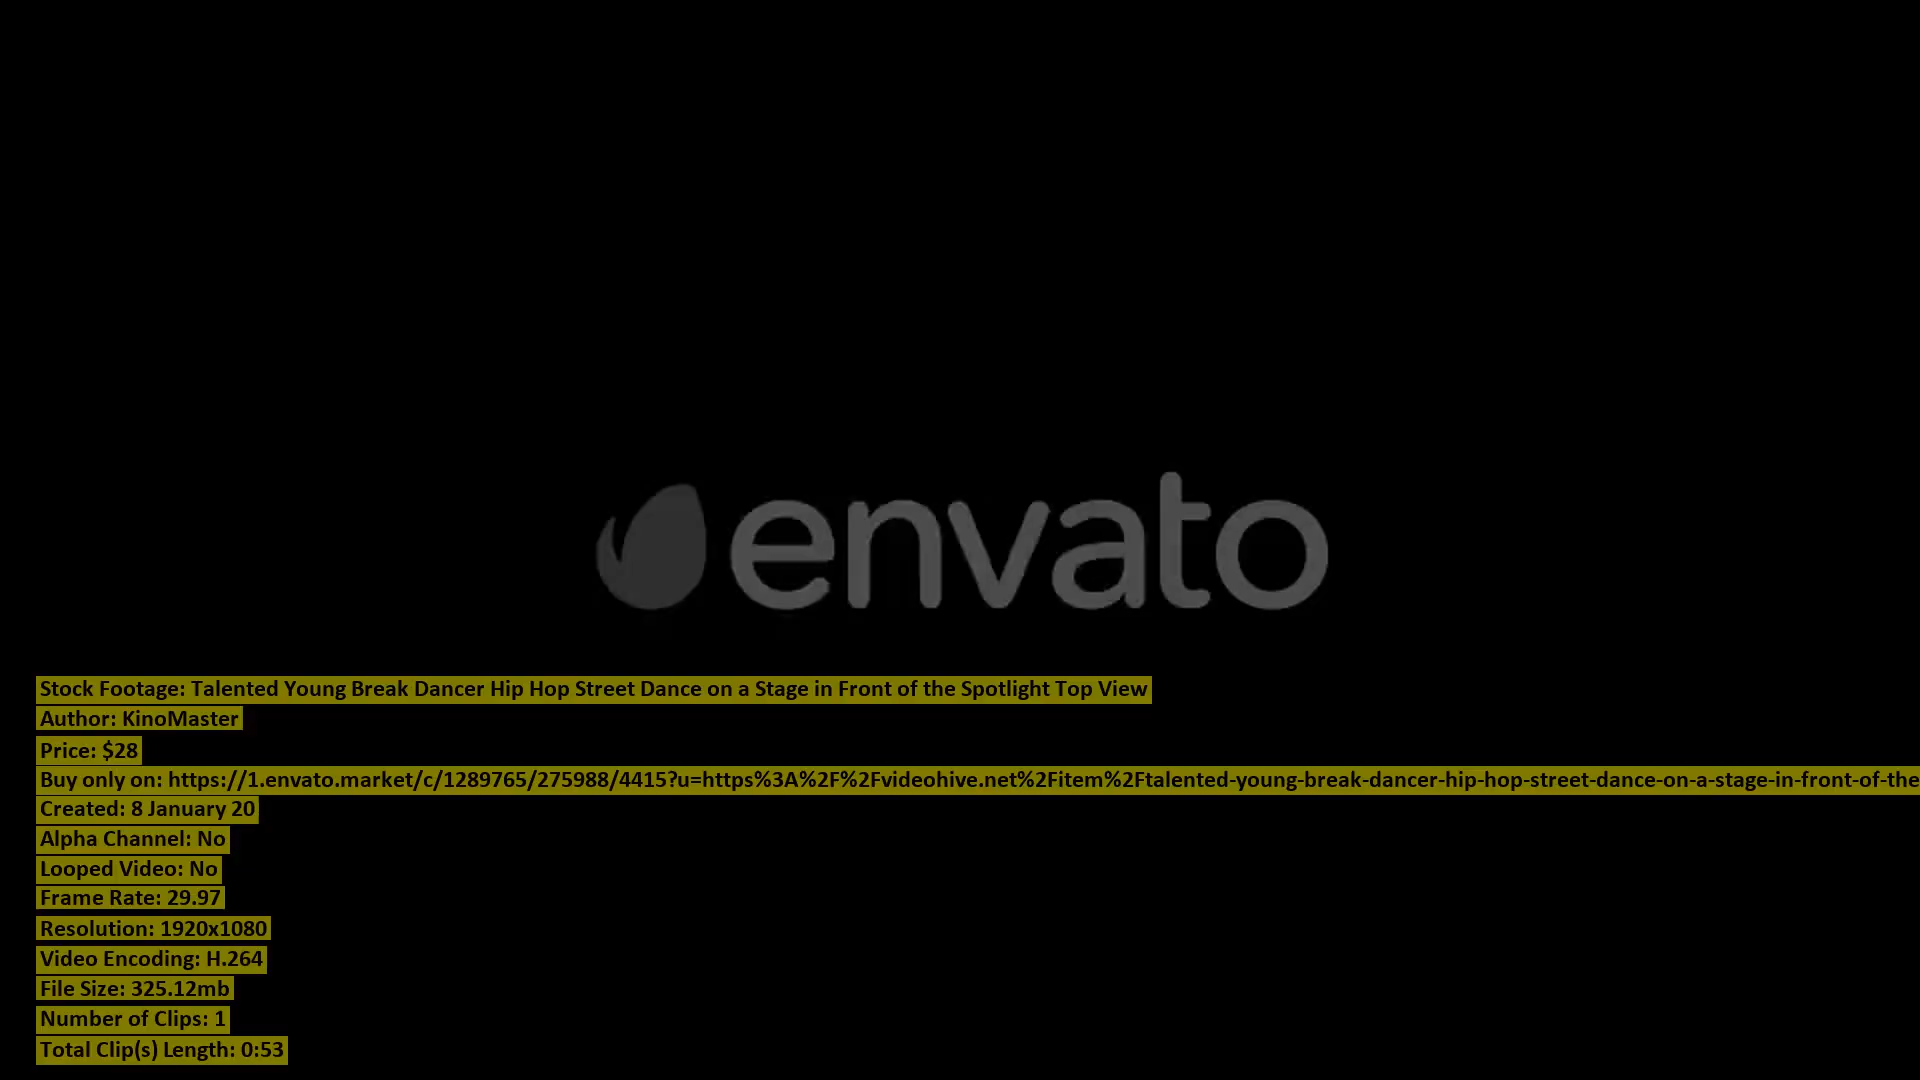 envato
Stock Footage: Talented Young Break Dancer Hip Hop Street Dance on a Stage in Front of the Spotlight Top View
Author: KinoMaster
Price: $28
Buy only on: https://1.envato.market/c/1289765/275988/4415?u=https%3A%2F%2Fvideohive.net%2Fitem%2Ftalented-young-break-dancer-hip-hop-street-dance-on-a-stage-in-front-of-the
Created: 8 January 20
Alpha Channel: No
Looped Video: No
Frame Rate: 29.97
Resolution: 1920x1080
Video Encoding: H.264
File Size: 325.12mb
Number of Clips: 1
Total Clip(s) Length: 0:53